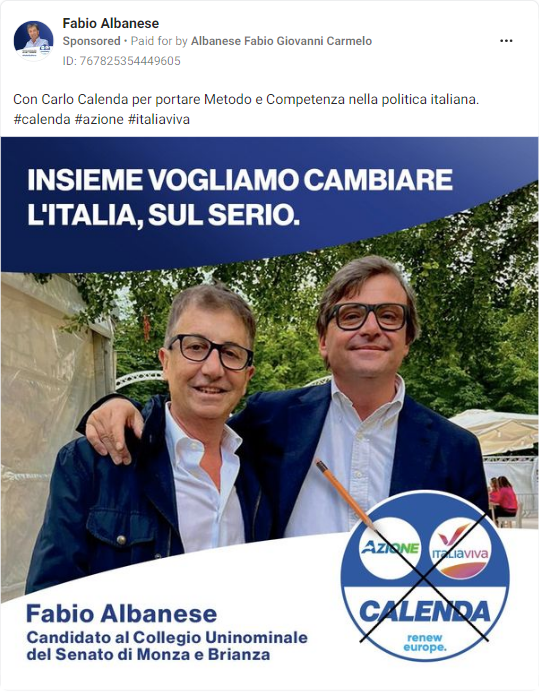 Fabio Albanese
Sponsored • Paid for by Albanese Fabio Giovanni Carmelo
ID: 767825354449605
Con Carlo Calenda per portare Metodo e Competenza nella politica italiana.
#calenda #azione #italiaviva
INSIEME VOGLIAMO CAMBIARE
L'ITALIA, SUL SERIO.
AZIONE
ITALIAVIVA
CALENDA
renew
europe.
Fabio Albanese
Candidato al Collegio Uninominale
del Senato di Monza e Brianza